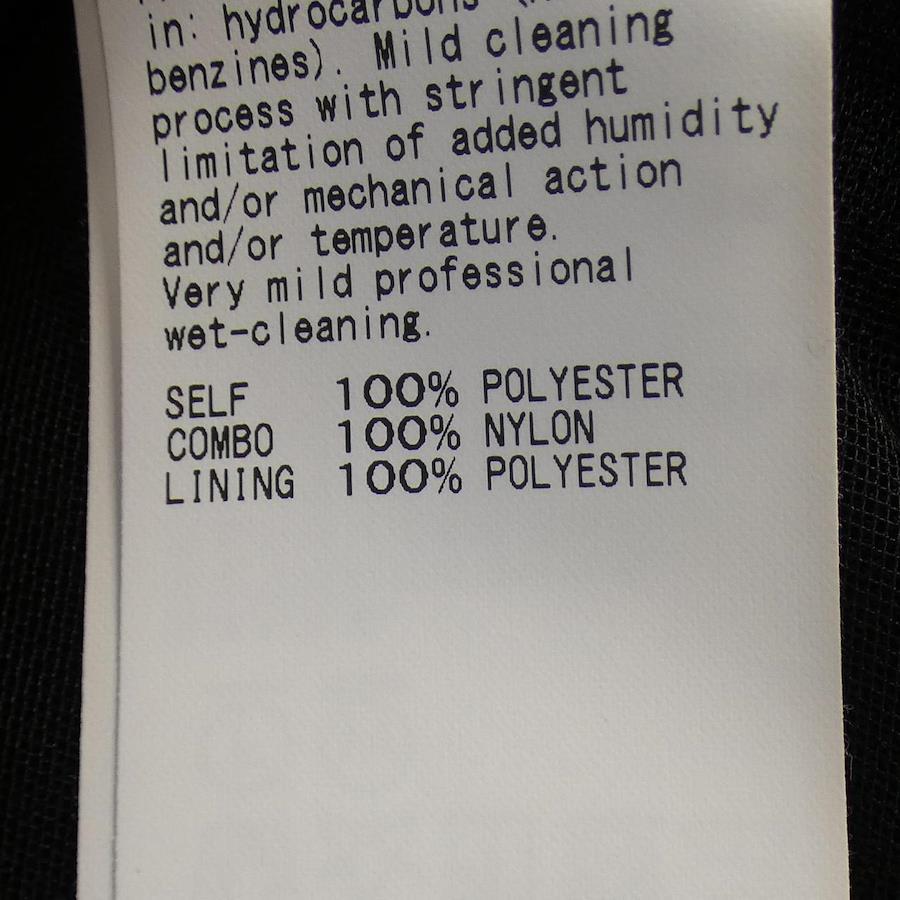 in: hydrocarbons
benzines). Mild cleaning
process with stringent
limitation of added humidity
and/or mechanical action
and/or temperature.
Very mild professional
wet-cleaning.
SELF 100% POLYESTER
COMBO 100% NYLON
LINING 100% POLYESTER